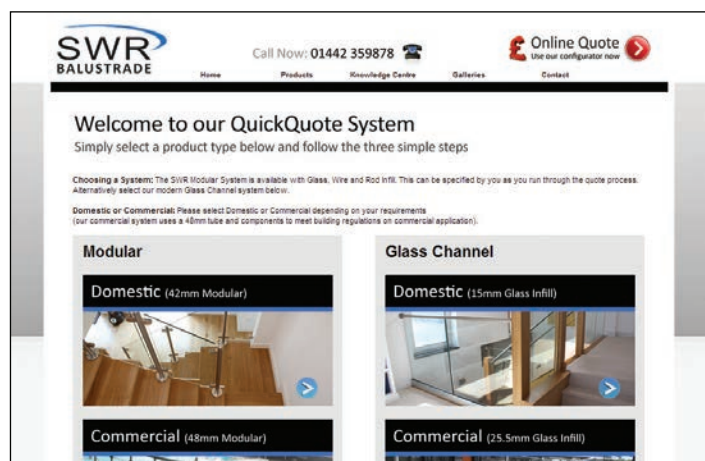 SWR
BALUSTRADE
Call Now: 01442 359878
£ Online Quote
Use our configurator now
Home Products Knowledge Centre Galleries Contact
Welcome to our QuickQuote System
Simply select a product type below and follow the three simple steps
Choosing a System: The SWR Modular System is available with Glass, Wire and Rod Infill. This can be specified by you as you run through the quote process.
Alternatively select our modern Glass Channel system below.
Domestic or Commercial: Please select Domestic or Commercial depending on your requirements
(our commercial system uses a 48mm tube and components to meet building regulations on commercial application).
Modular
Domestic (42mm Modular)
Commercial (48mm Modular)
Glass Channel
Domestic (15mm Glass Infill)
Commercial (25.5mm Glass Infill)